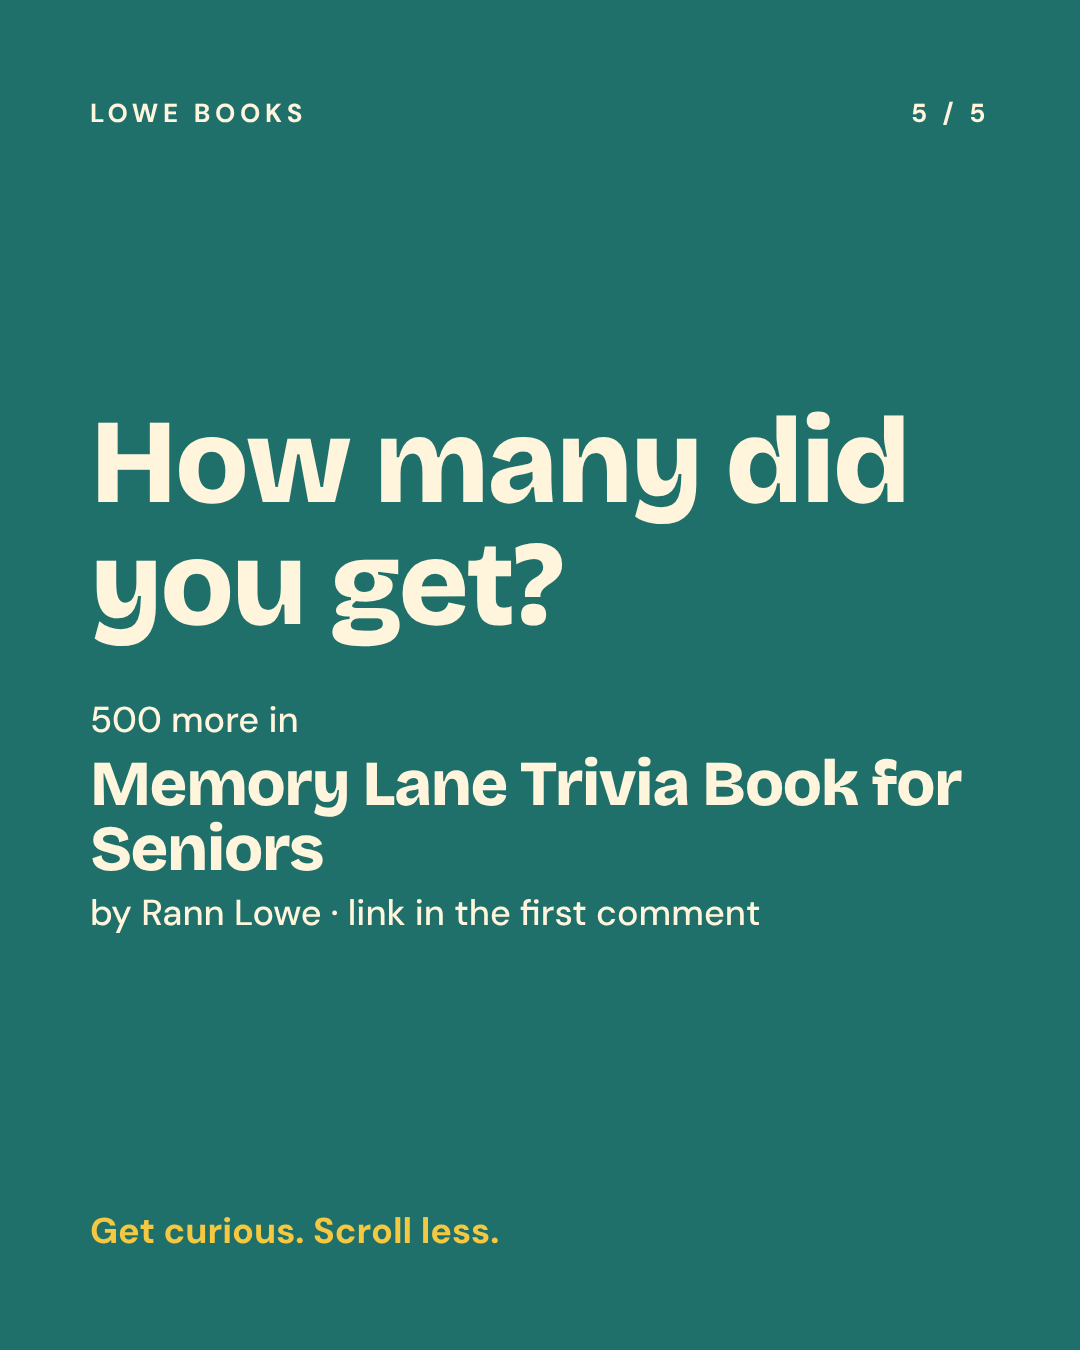 LOWE BOOKS
5 / 5
How many did
you get?
500 more in
Memory Lane Trivia Book for
Seniors
by Rann Lowe · link in the first comment
Get curious. Scroll less.